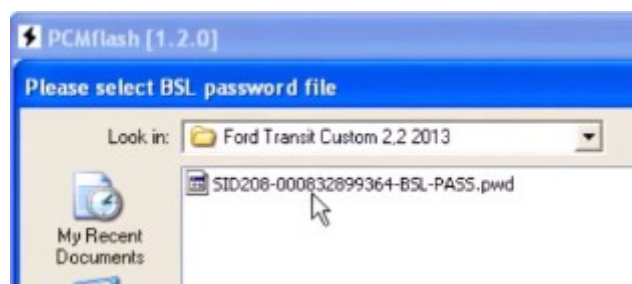 PCMflash [1.2.0]
Please select BSL password file
Look in:
Ford Transit Custom 2,2 2013
SID208-000832899364-BSL-PASS.pwd
My Recent
Documents